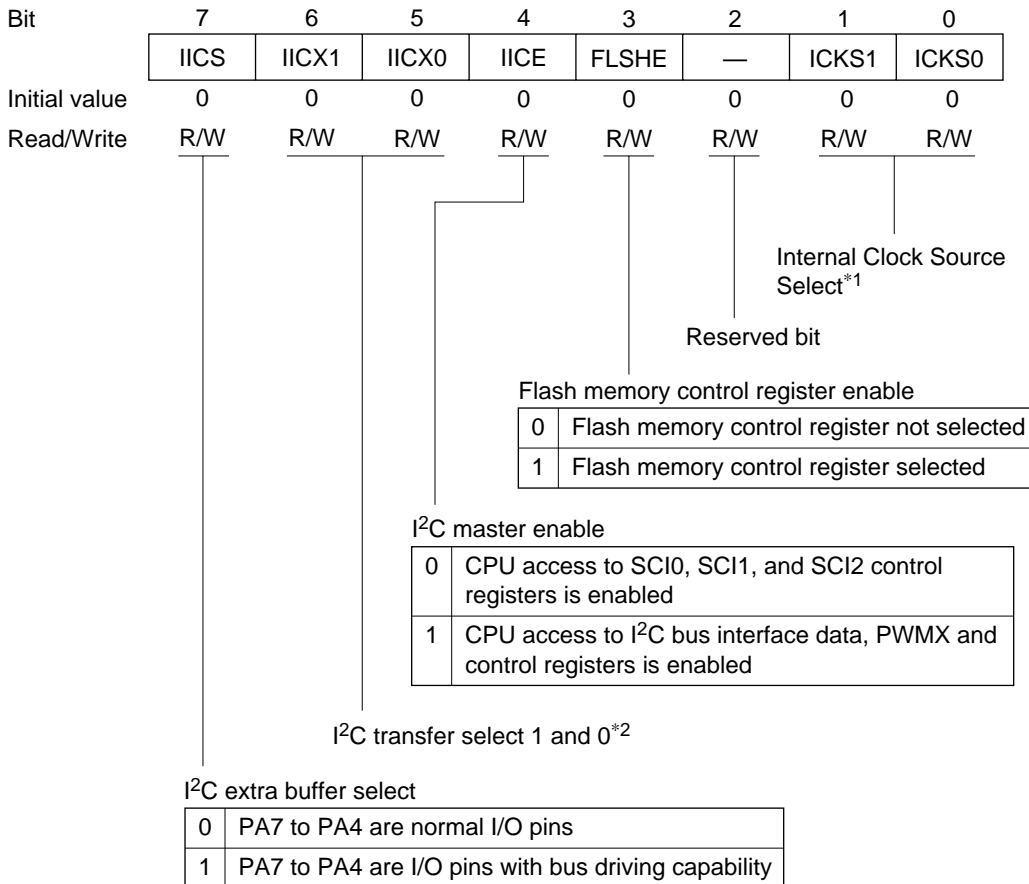 Bit 7 6 5 4 3 2 1 0
IICS IICX1 IICX0 IICE FLSHE — ICKS1 ICKS0
Initial value 0 0 0 0 0 0 0 0
Read/Write R/W R/W R/W R/W R/W R/W R/W R/W
Internal Clock Source
Select*1
Reserved bit
Flash memory control register enable
0 Flash memory control register not selected
1 Flash memory control register selected
I2C master enable
0 CPU access to SCI0, SCI1, and SCI2 control
registers is enabled
1 CPU access to I2C bus interface data, PWMX and
control registers is enabled
I2C transfer select 1 and 0*2
I2C extra buffer select
0 PA7 to PA4 are normal I/O pins
1 PA7 to PA4 are I/O pins with bus driving capability